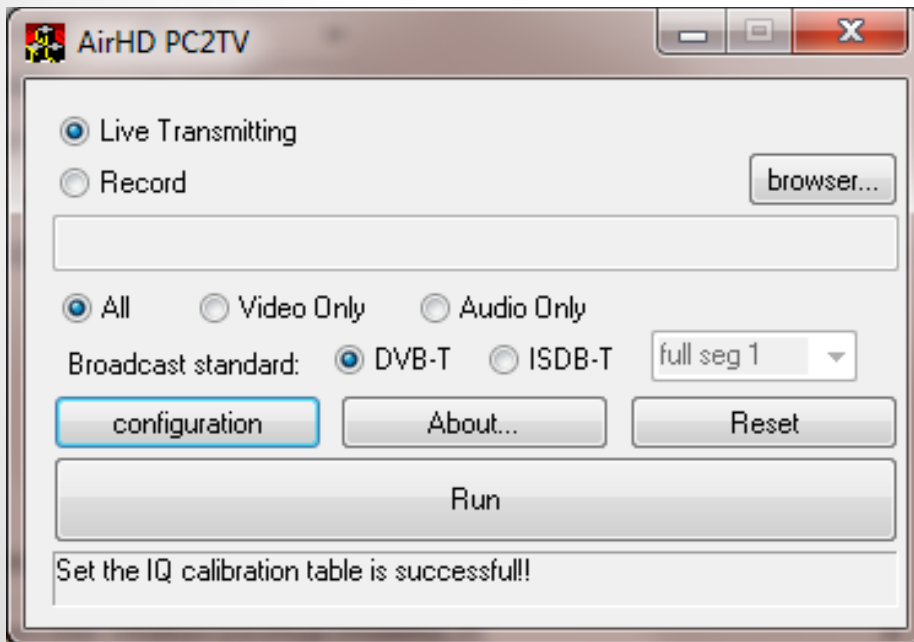 AirHD PC2TV
Live Transmitting
Record
browser...
All Video Only Audio Only
Broadcast standard: DVB-T ISDB-T full seg 1
configuration About... Reset
Run
Set the IQ calibration table is successful!!